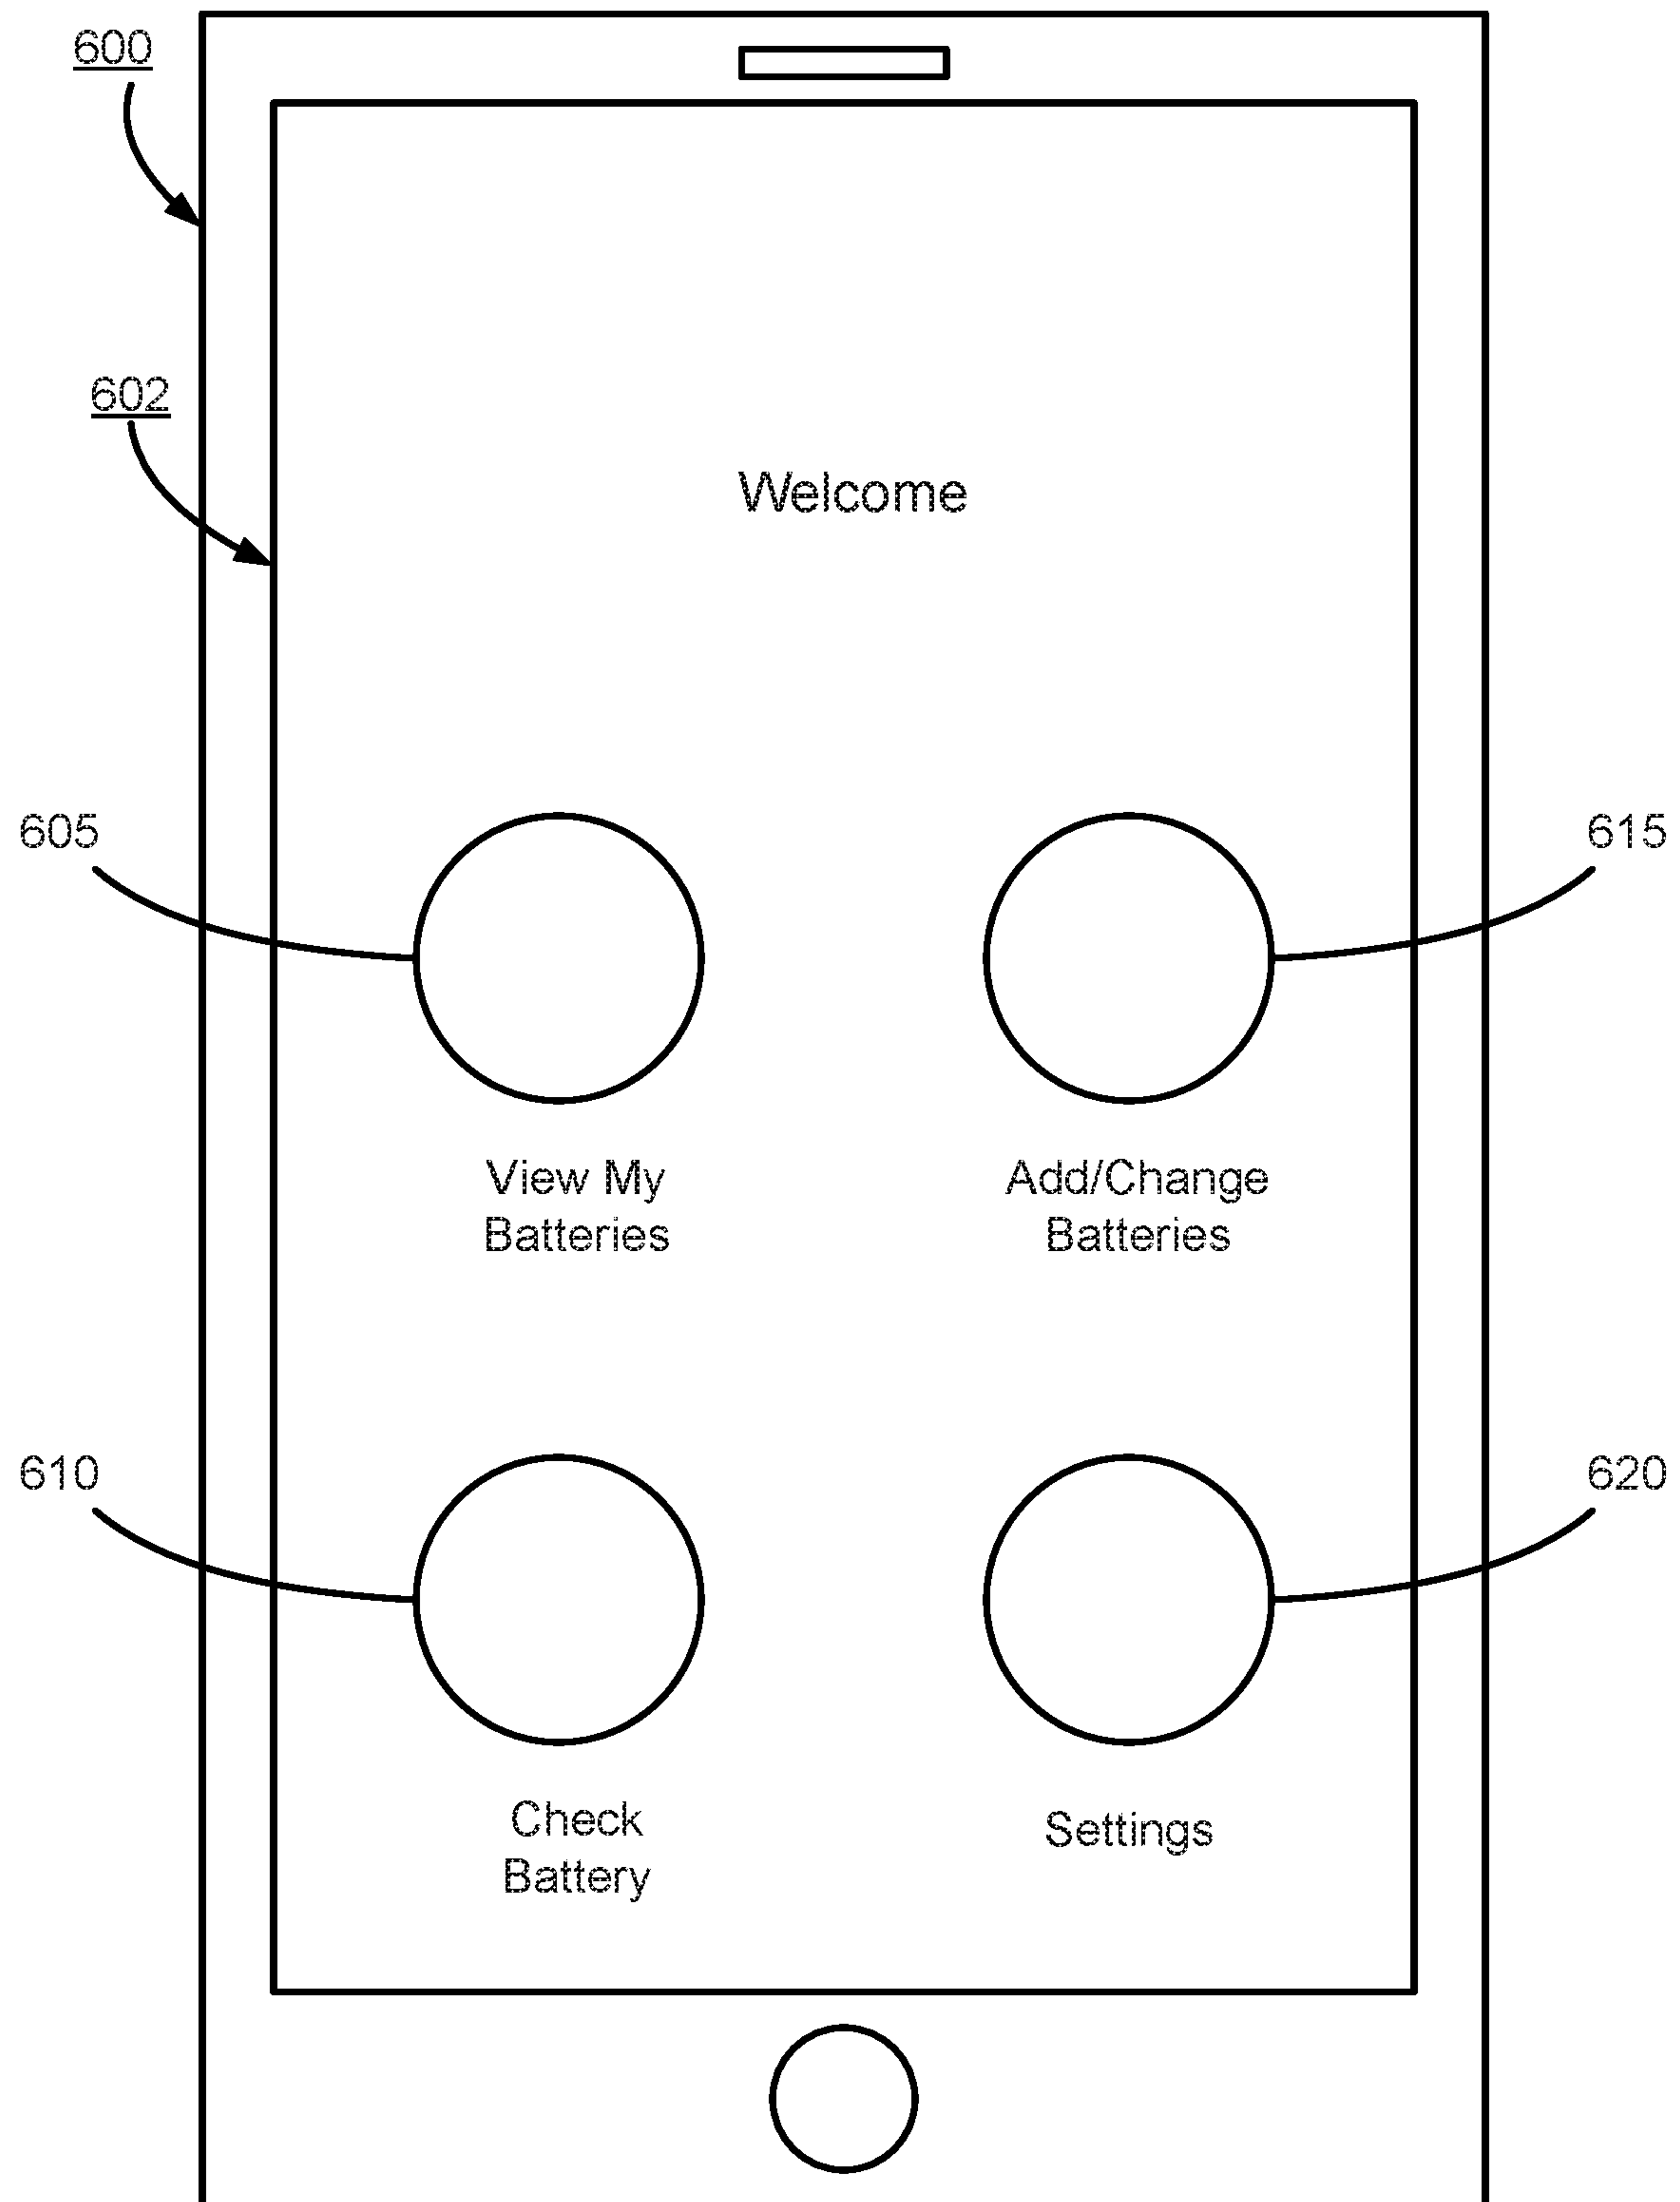 600
602
Welcome
605
615
View My
Batteries
Add/Change
Batteries
610
620
Check
Battery
Settings